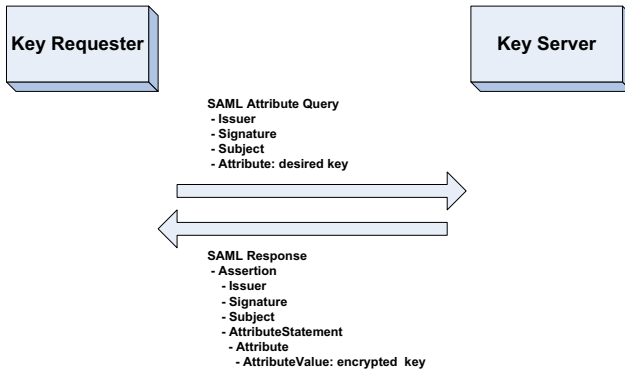 Key Requester
Key Server
SAML Attribute Query
- Issuer
- Signature
- Subject
- Attribute: desired key
SAML Response
- Assertion
- Issuer
- Signature
- Subject
- AttributeStatement
- Attribute
- AttributeValue: encrypted key